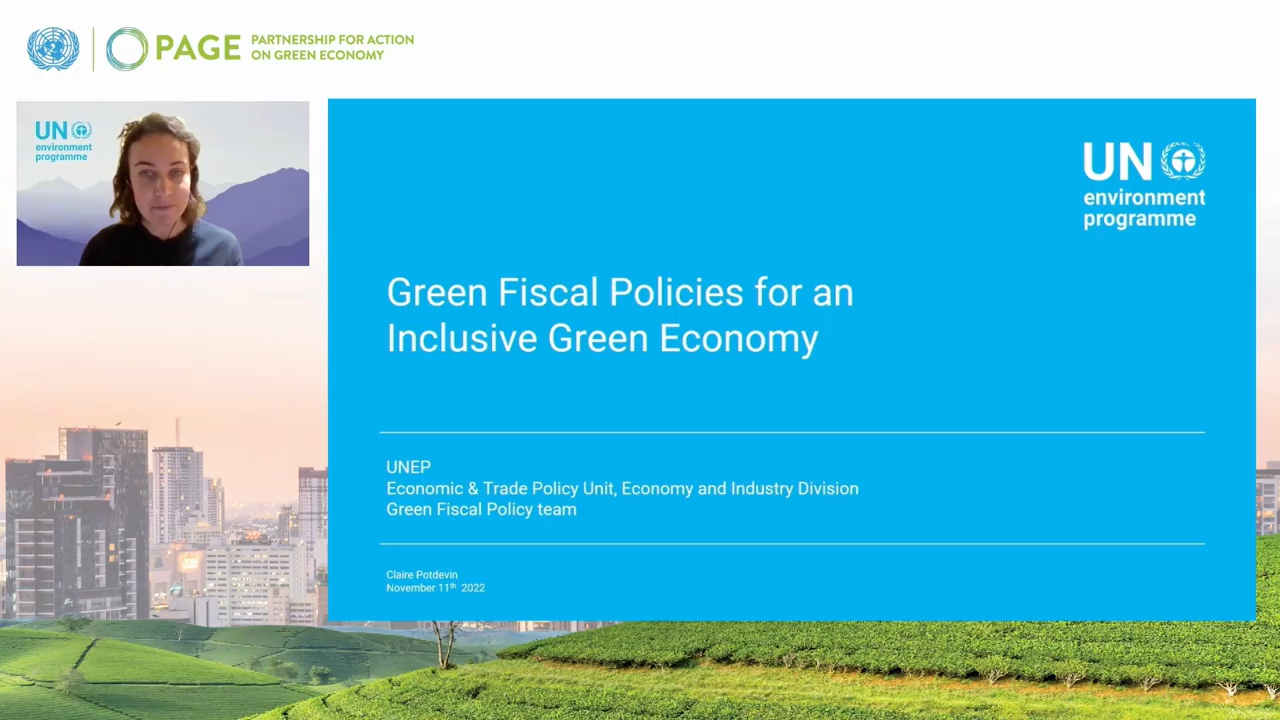 PAGE
PARTNERSHIP FOR ACTION
ON GREEN ECONOMY
UN
environment
programme
UN
environment
programme
Green Fiscal Policies for an
Inclusive Green Economy
UNEP
Economic & Trade Policy Unit, Economy and Industry Division
Green Fiscal Policy team
Claire Potdevin
November 11th 2022